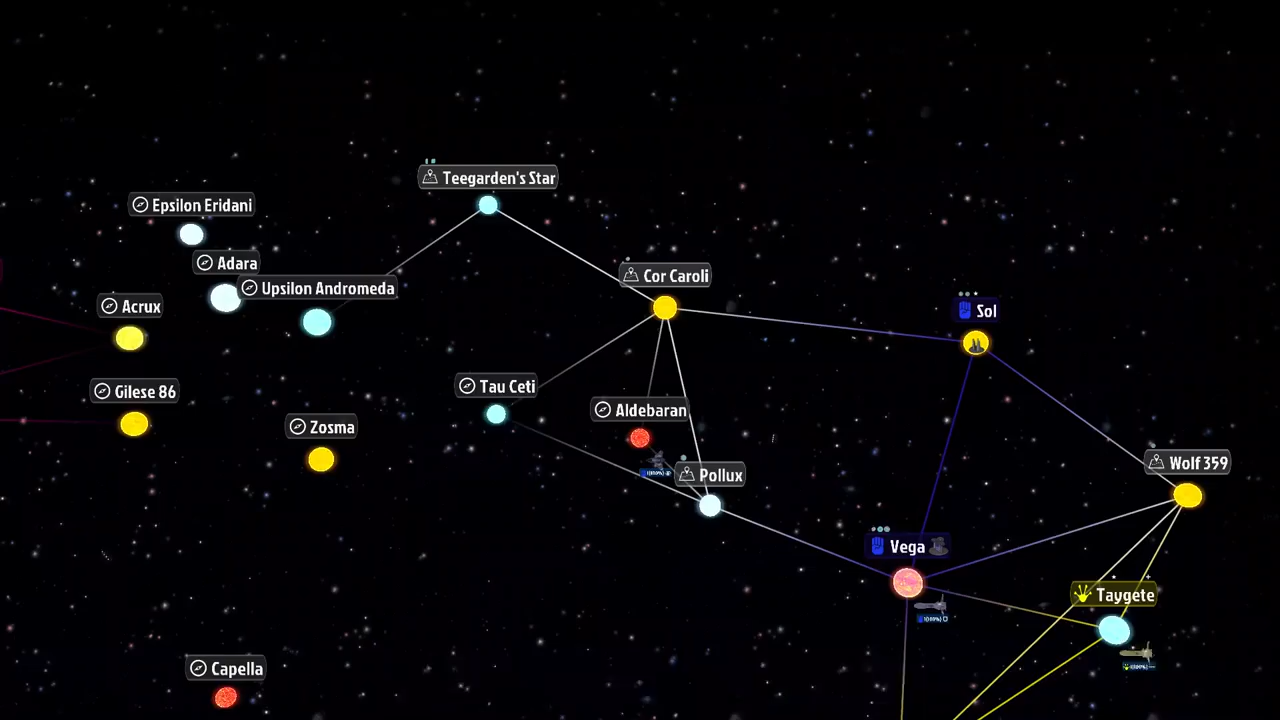 Teegarden's Star
Epsilon Eridani
Adara
Cor Caroli
Upsilon Andromeda
Acrux
Sol
Tau Ceti
Gilese 86
Aldebaran
Zosma
Wolf 359
Pollux
Vega
Taygete
Capella